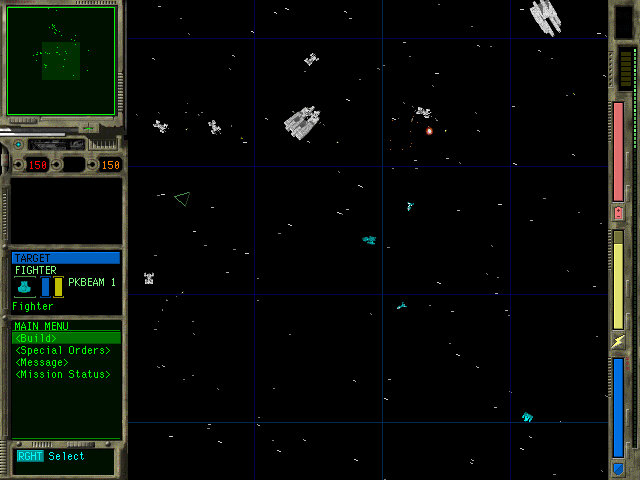 150 150
TARGET
FIGHTER
PKBEAM 1
Fighter
MAIN MENU
<Build>
<Special Orders>
<Message>
<Mission Status>
RGHT Select